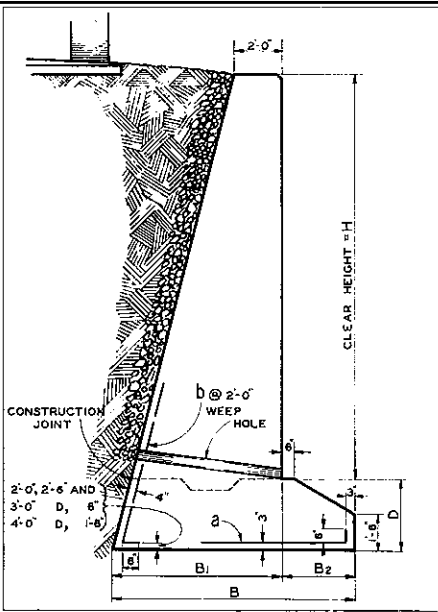 2'-0"
CLEAR HEIGHT = H
b @ 2'-0"
WEEP
HOLE
CONSTRUCTION
JOINT
6"
3"
2'-0", 2'-6" AND
3'-0" D, 6"
4'-0" D, 1'-6"
4"
a
3"
6"
1'-6"
D
6"
B1
B2
B